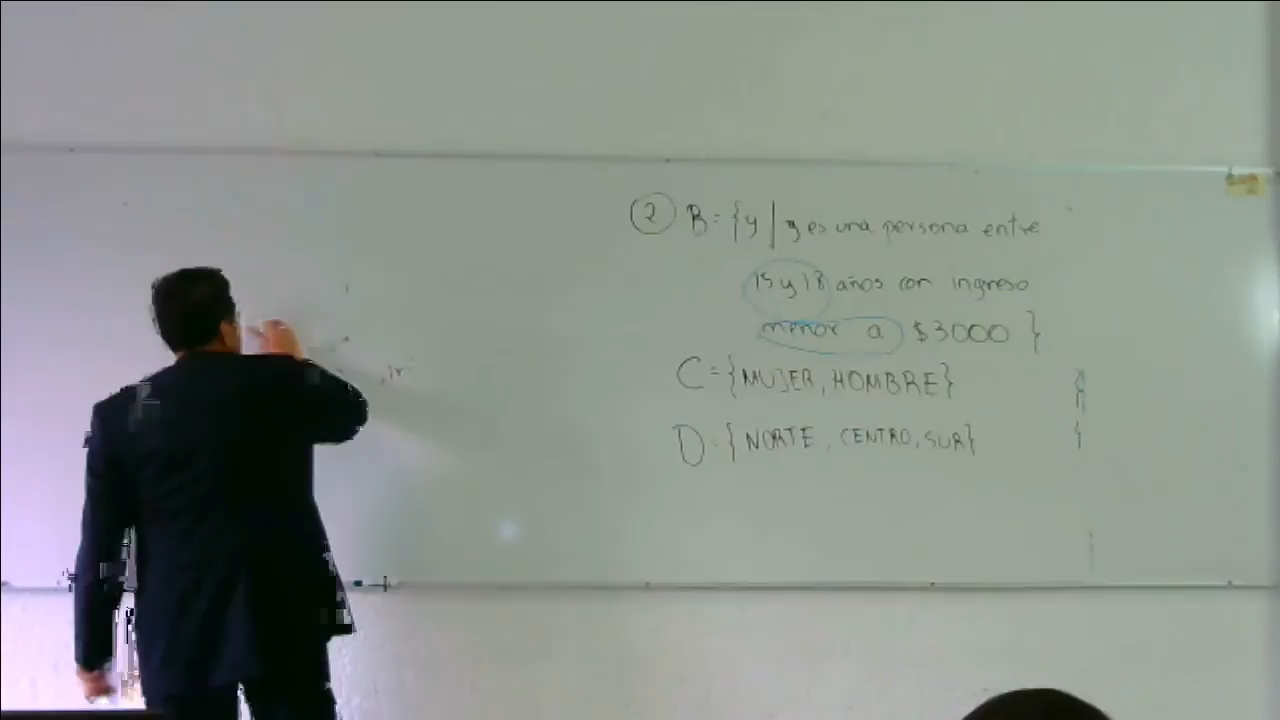 2 B = {y | y es una persona entre
15 y 18 años con ingreso
menor a $3000 }
C = {MUJER, HOMBRE}
D = { NORTE, CENTRO, SUR}